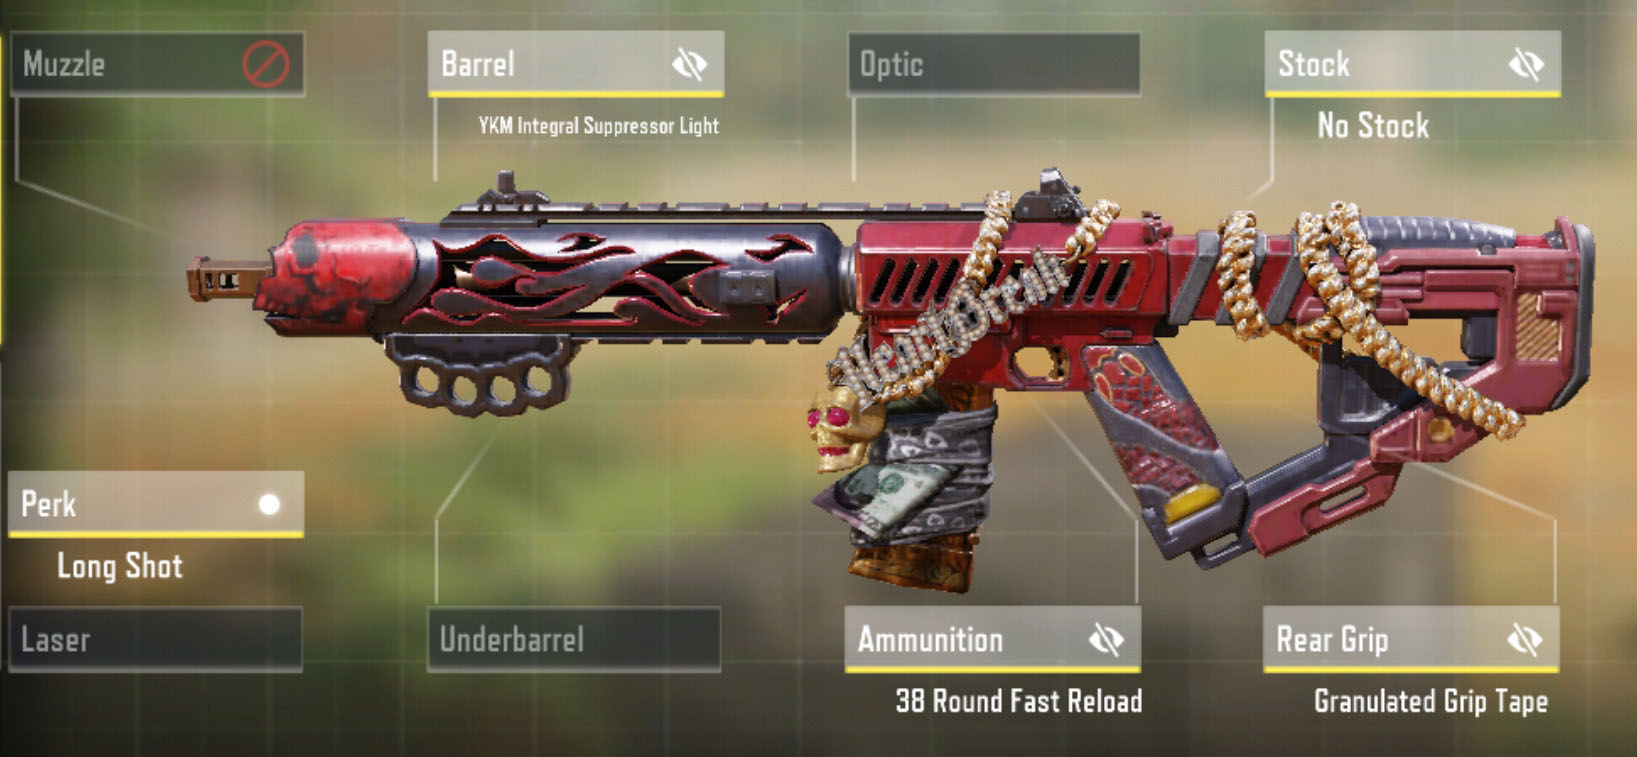 Muzzle
Barrel
Optic
Stock
YKM Integral Suppressor Light
No Stock
Perk
Long Shot
Laser
Underbarrel
Ammunition
Rear Grip
38 Round Fast Reload
Granulated Grip Tape